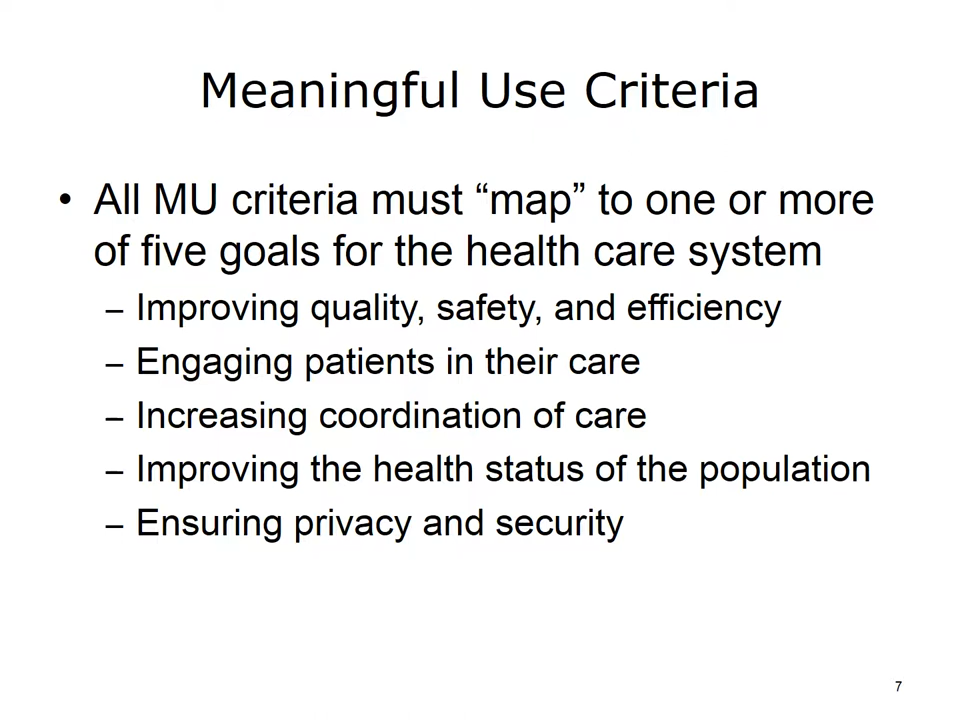 Meaningful Use Criteria
• All MU criteria must “map” to one or more
of five goals for the health care system
– Improving quality, safety, and efficiency
– Engaging patients in their care
– Increasing coordination of care
– Improving the health status of the population
– Ensuring privacy and security
7